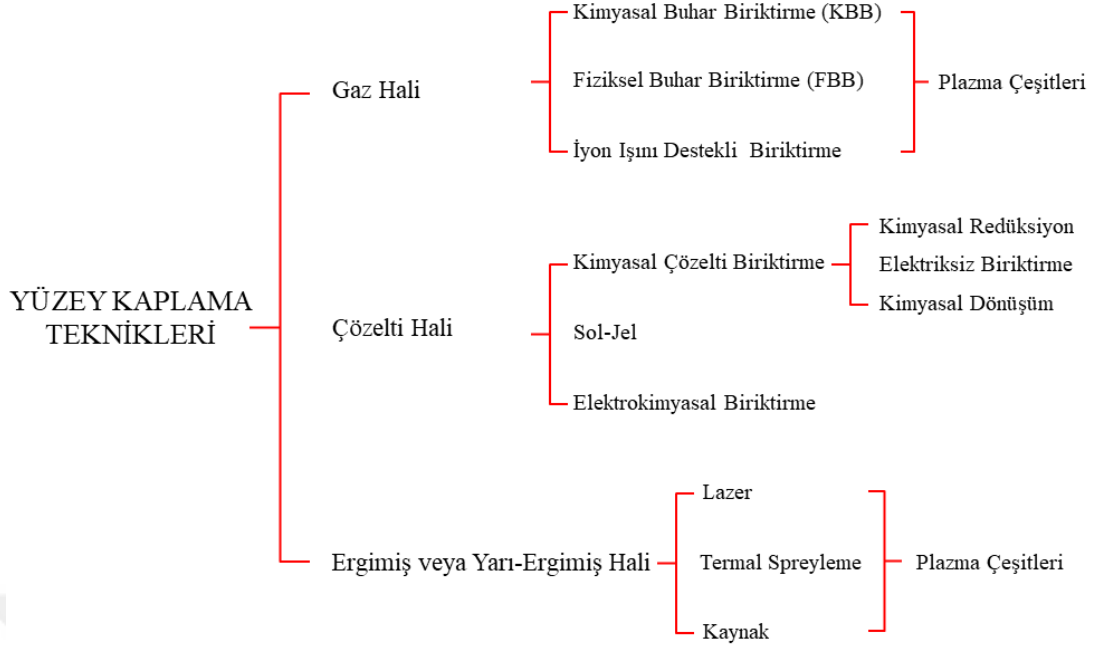 YÜZEY KAPLAMA
TEKNİKLERİ
Gaz Hali
Kimyasal Buhar Biriktirme (KBB)
Fiziksel Buhar Biriktirme (FBB)
İyon Işını Destekli Biriktirme
Plazma Çeşitleri
Çözelti Hali
Kimyasal Çözelti Biriktirme
Kimyasal Redüksiyon
Elektriksiz Biriktirme
Kimyasal Dönüşüm
Sol-Jel
Elektrokimyasal Biriktirme
Ergimiş veya Yarı-Ergimiş Hali
Lazer
Termal Spreyleme
Kaynak
Plazma Çeşitleri